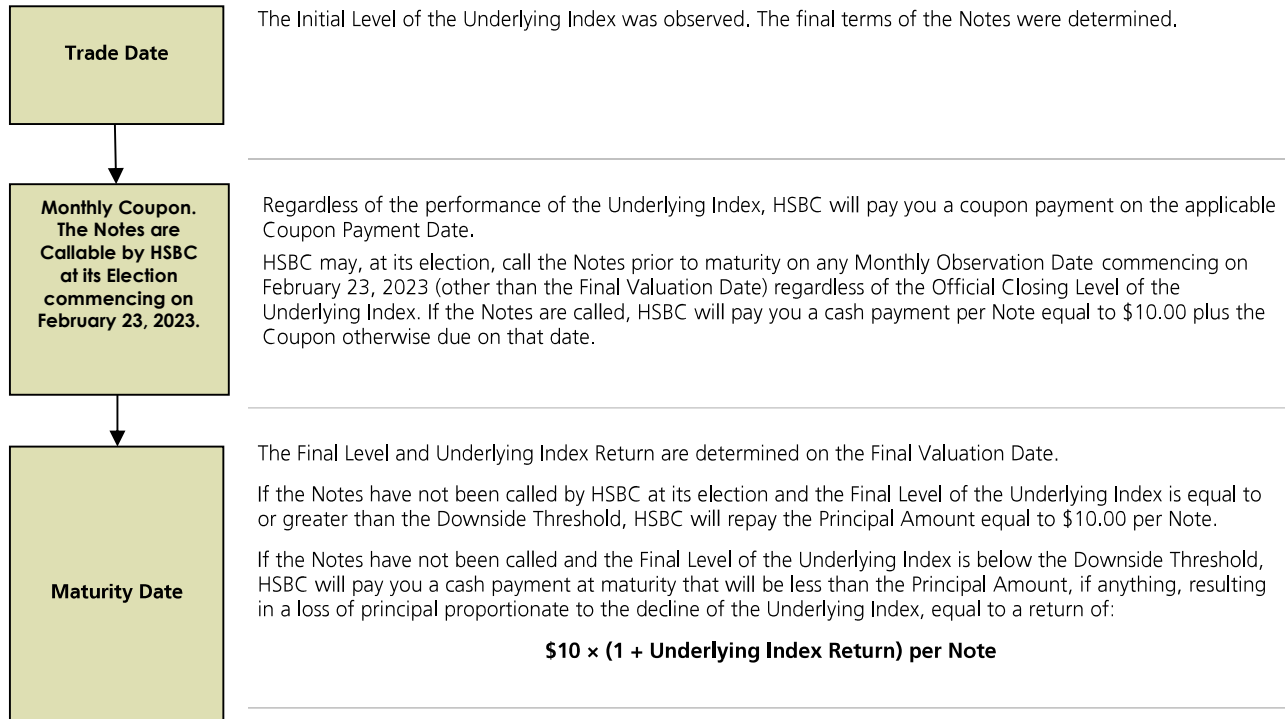 Trade Date
The Initial Level of the Underlying Index was observed. The final terms of the Notes were determined.
Monthly Coupon.
The Notes are
Callable by HSBC
at its Election
commencing on
February 23, 2023.
Regardless of the performance of the Underlying Index, HSBC will pay you a coupon payment on the applicable
Coupon Payment Date.
HSBC may, at its election, call the Notes prior to maturity on any Monthly Observation Date commencing on
February 23, 2023 (other than the Final Valuation Date) regardless of the Official Closing Level of the
Underlying Index. If the Notes are called, HSBC will pay you a cash payment per Note equal to $10.00 plus the
Coupon otherwise due on that date.
Maturity Date
The Final Level and Underlying Index Return are determined on the Final Valuation Date.
If the Notes have not been called by HSBC at its election and the Final Level of the Underlying Index is equal to
or greater than the Downside Threshold, HSBC will repay the Principal Amount equal to $10.00 per Note.
If the Notes have not been called and the Final Level of the Underlying Index is below the Downside Threshold,
HSBC will pay you a cash payment at maturity that will be less than the Principal Amount, if anything, resulting
in a loss of principal proportionate to the decline of the Underlying Index, equal to a return of:
$10 × (1 + Underlying Index Return) per Note